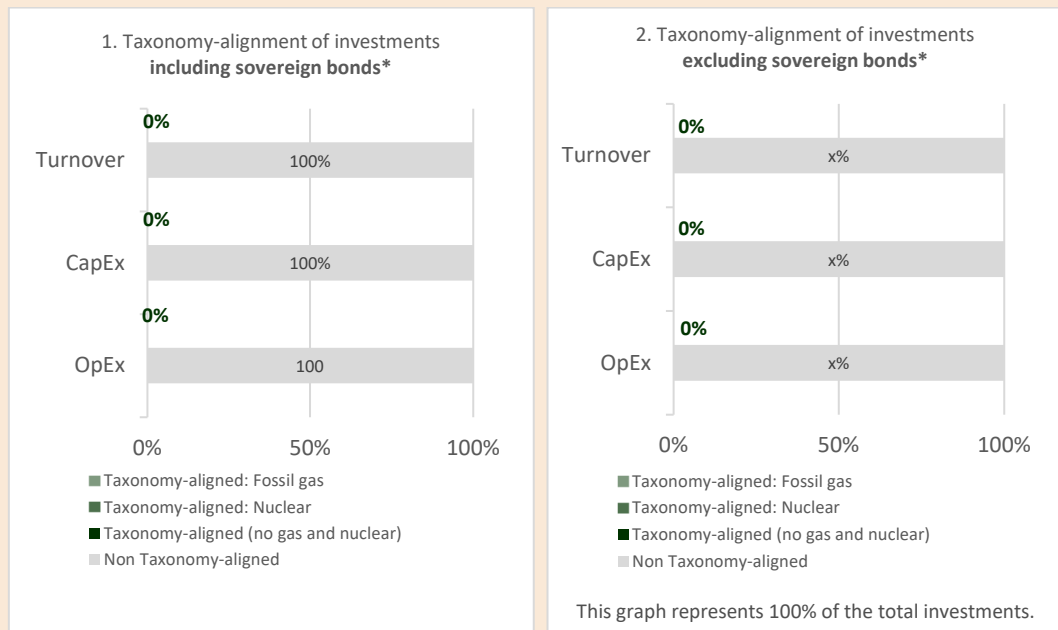 1. Taxonomy-alignment of investments
including sovereign bonds*
0%
Turnover
100%
0%
CapEx
100%
0%
OpEx
100
0%
50%
100%
Taxonomy-aligned: Fossil gas
Taxonomy-aligned: Nuclear
Taxonomy-aligned (no gas and nuclear)
Non Taxonomy-aligned
2. Taxonomy-alignment of investments
excluding sovereign bonds*
0%
Turnover
x%
0%
CapEx
x%
0%
OpEx
x%
0%
50%
100%
Taxonomy-aligned: Fossil gas
Taxonomy-aligned: Nuclear
Taxonomy-aligned (no gas and nuclear)
Non Taxonomy-aligned
This graph represents 100% of the total investments.